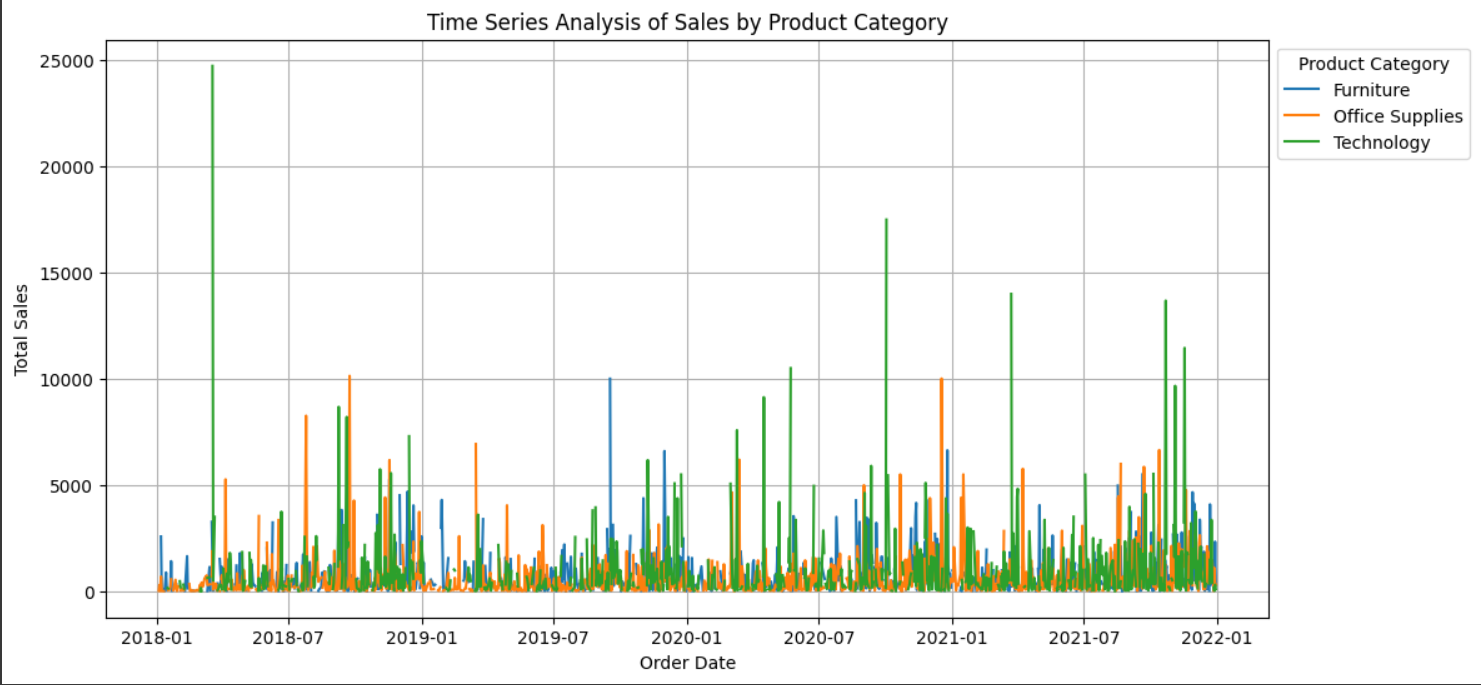 Time Series Analysis of Sales by Product Category
Product Category
Furniture
Office Supplies
Technology
Total Sales
25000
20000
15000
10000
5000
0
2018-01 2018-07 2019-01 2019-07 2020-01 2020-07 2021-01 2021-07 2022-01
Order Date